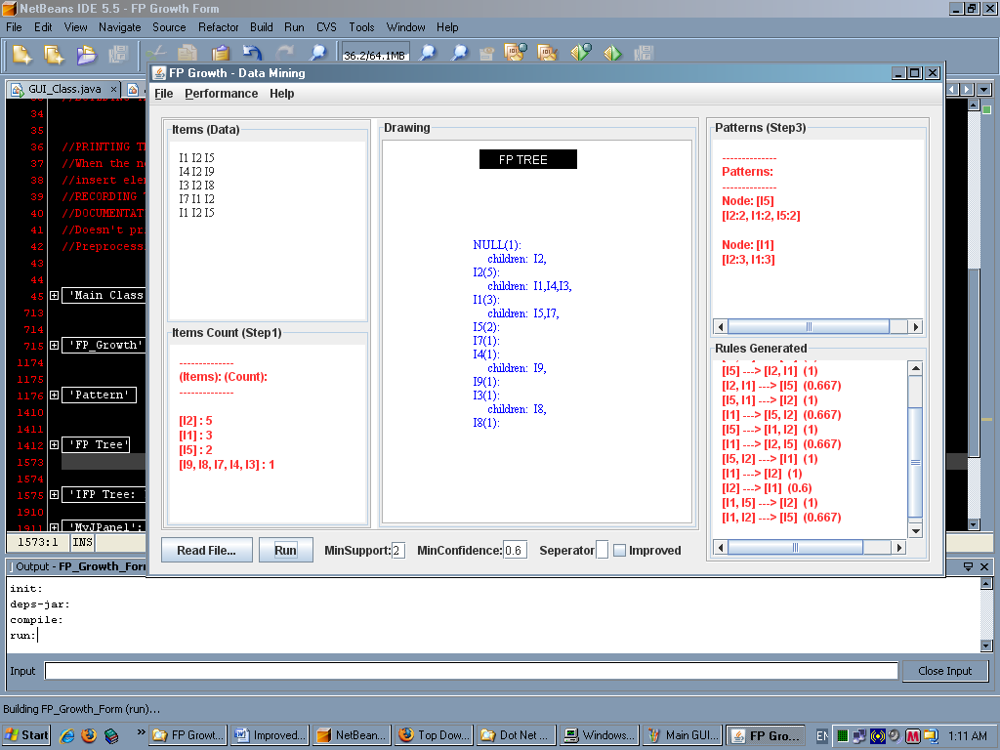 NetBeans IDE 5.5 - FP Growth Form
File Edit View Navigate Source Refactor Build Run CVS Tools Window Help
36.2/64.1MB
FP Growth - Data Mining
File Performance Help
GUI_Class.java
34
35
36 //PRINTING T
37 //When the n
38 //insert ele
39 //RECORDING
40 //DOCUMENTAT
41 //Doesn't pr
42 //Preprocess
43
44
45 'Main Class
713
714
715 'FP_Growth'
1174
1175
1176 'Pattern'
1410
1411
1412 'FP Tree'
1573
1574
1575 'IFP Tree:
1910
1911 'MyJPanel':
1573:1 INS
Items (Data)
I1 I2 I5
I4 I2 I9
I3 I2 I8
I7 I1 I2
I1 I2 I5
Items Count (Step1)
--------------
(Items): (Count):
--------------
[I2] : 5
[I1] : 3
[I5] : 2
[I9, I8, I7, I4, I3] : 1
Drawing
FP TREE
NULL(1):
children: I2,
I2(5):
children: I1,I4,I3,
I1(3):
children: I5,I7,
I5(2):
I7(1):
I4(1):
children: I9,
I9(1):
I3(1):
children: I8,
I8(1):
Patterns (Step3)
--------------
Patterns:
--------------
Node: [I5]
[I2:2, I1:2, I5:2]
Node: [I1]
[I2:3, I1:3]
Rules Generated
[I5] ---> [I2, I1] (1)
[I2, I1] ---> [I5] (0.667)
[I5, I1] ---> [I2] (1)
[I1] ---> [I5, I2] (0.667)
[I5] ---> [I1, I2] (1)
[I1] ---> [I2, I5] (0.667)
[I5, I2] ---> [I1] (1)
[I1] ---> [I2] (1)
[I2] ---> [I1] (0.6)
[I1, I5] ---> [I2] (1)
[I1, I2] ---> [I5] (0.667)
Read File... Run MinSupport: 2 MinConfidence: 0.6 Seperator Improved
Output - FP_Growth_For
init:
deps-jar:
compile:
run:
Input Close Input
Building FP_Growth_Form (run)...
Start » FP Growt... Improved... NetBean... Top Dow... Dot Net ... Windows... Main GUI... FP Gro... EN 1:11 AM